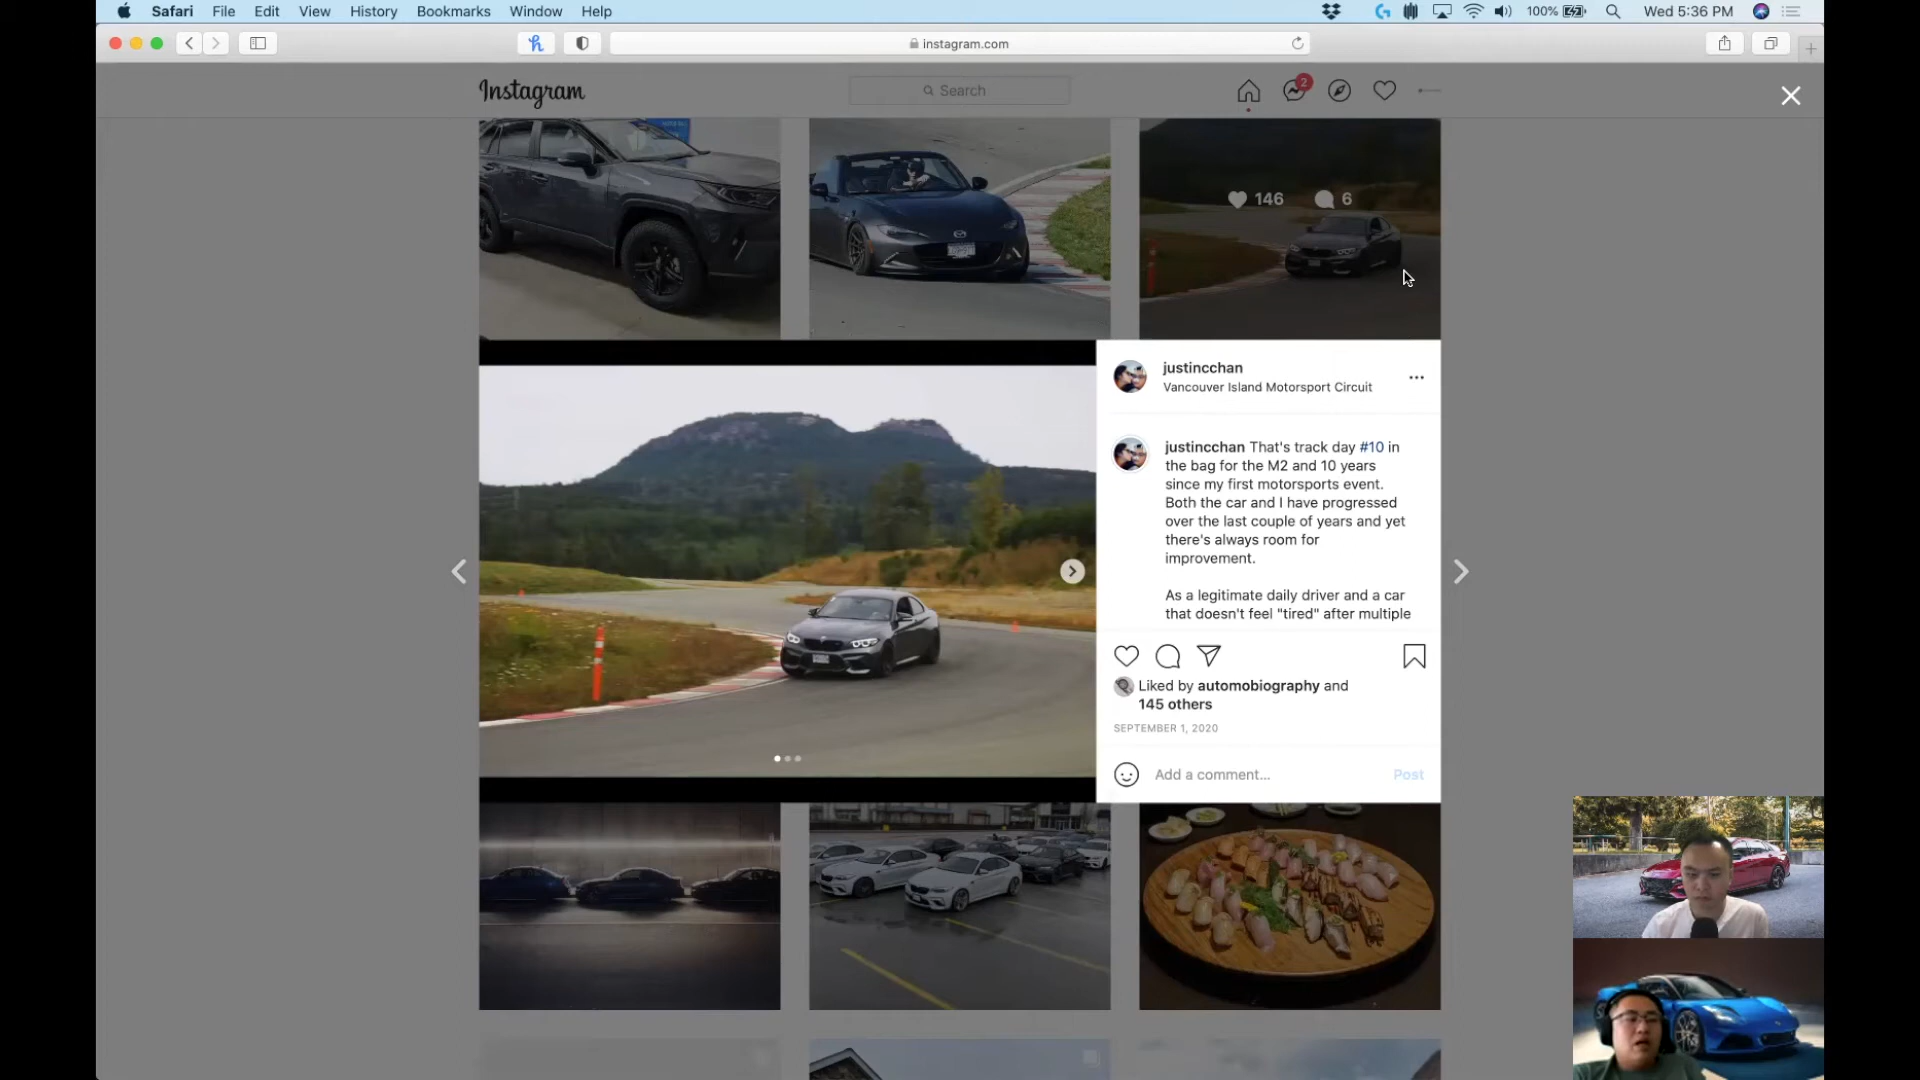 Safari File Edit View History Bookmarks Window Help
100% Wed 5:36 PM
instagram.com
Instagram
Search
2
146 6
justincchan
Vancouver Island Motorsport Circuit
justincchan That's track day #10 in
the bag for the M2 and 10 years
since my first motorsports event.
Both the car and I have progressed
over the last couple of years and yet
there's always room for
improvement.
As a legitimate daily driver and a car
that doesn't feel "tired" after multiple
Liked by automobiography and
145 others
SEPTEMBER 1, 2020
Add a comment...
Post